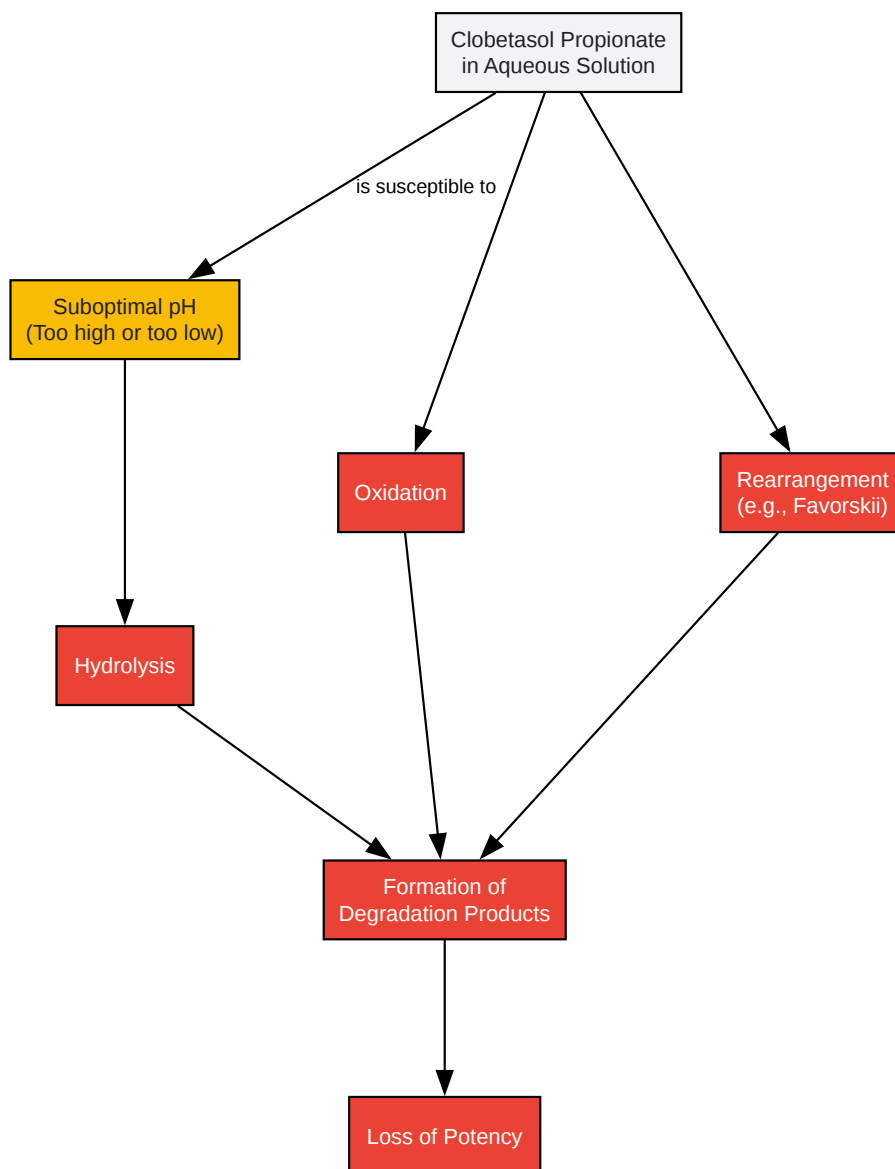 Clobetasol Propionate
in Aqueous Solution
is susceptible to
Suboptimal pH
(Too high or too low)
Oxidation
Rearrangement
(e.g., Favorskii)
Hydrolysis
Formation of
Degradation Products
Loss of Potency